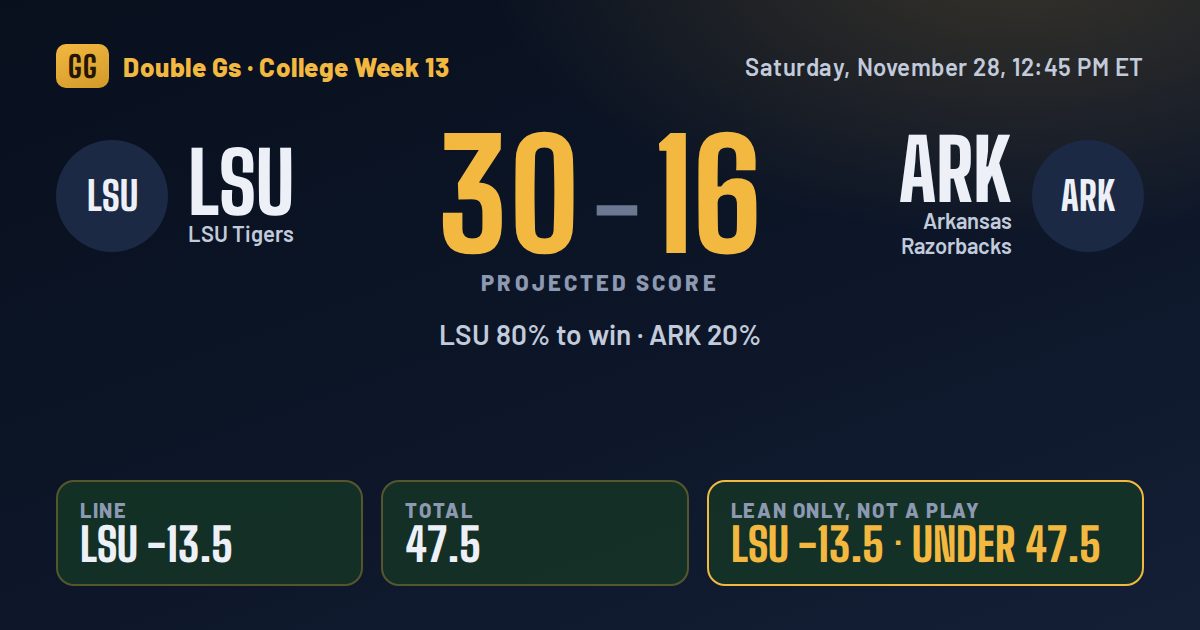 GG
Double Gs · College Week 13
Saturday, November 28, 12:45 PM ET
LSU
LSU
LSU Tigers
30 – 16
PROJECTED SCORE
LSU 80% to win · ARK 20%
ARK
Arkansas
Razorbacks
ARK
LINE
LSU −13.5
TOTAL
47.5
LEAN ONLY, NOT A PLAY
LSU −13.5 · UNDER 47.5